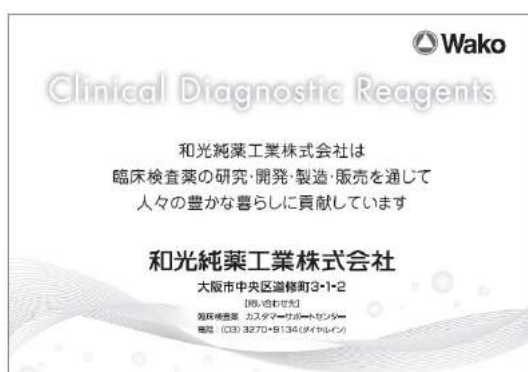 Wako
Clinical Diagnostic Reagents
和光純薬工業株式会社は
臨床検査薬の研究・開発・製造・販売を通じて
人々の豊かな暮らしに貢献しています
和光純薬工業株式会社
大阪市中央区道修町3-1-2
[問い合わせ先]
臨床検査薬 カスタマーサポートセンター
電話:(03)3270-9134(ダイヤルイン)